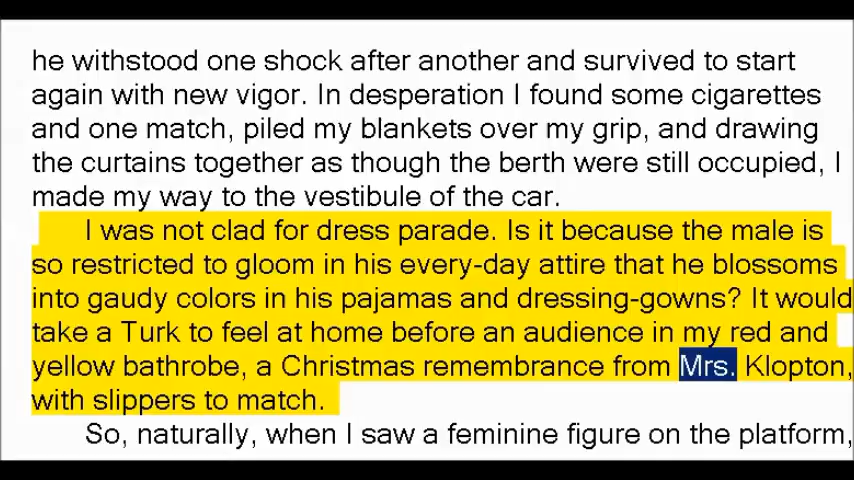 he withstood one shock after another and survived to start
again with new vigor. In desperation I found some cigarettes
and one match, piled my blankets over my grip, and drawing
the curtains together as though the berth were still occupied, I
made my way to the vestibule of the car.
I was not clad for dress parade. Is it because the male is
so restricted to gloom in his every-day attire that he blossoms
into gaudy colors in his pajamas and dressing-gowns? It would
take a Turk to feel at home before an audience in my red and
yellow bathrobe, a Christmas remembrance from Mrs. Klopton,
with slippers to match.
So, naturally, when I saw a feminine figure on the platform,